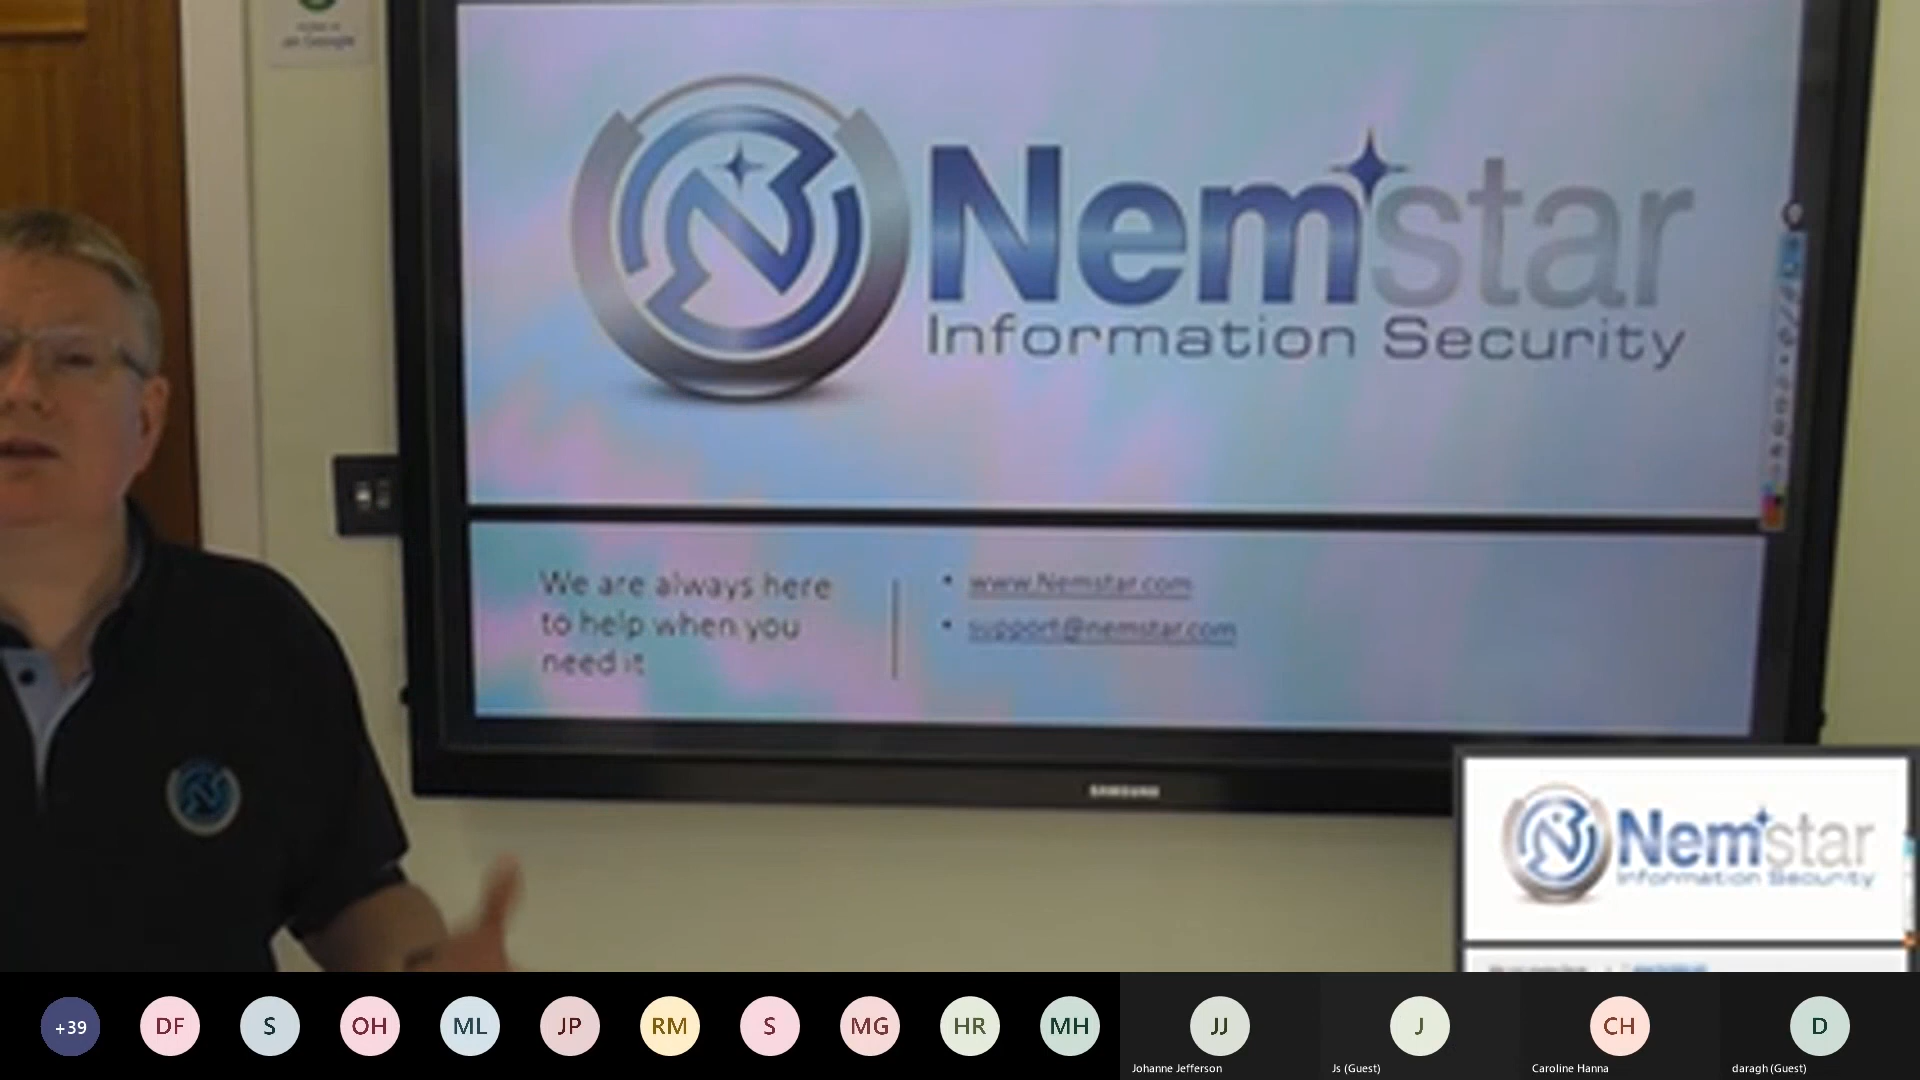 on Google
Nemstar
Information Security
We are always here
to help when you
need it
• www.Nemstar.com
• support@nemstar.com
SAMSUNG
Nemstar
Information Security
+39
DF
S
OH
ML
JP
RM
S
MG
HR
MH
JJ
J
CH
D
Johanne Jefferson
Js (Guest)
Caroline Hanna
daragh (Guest)